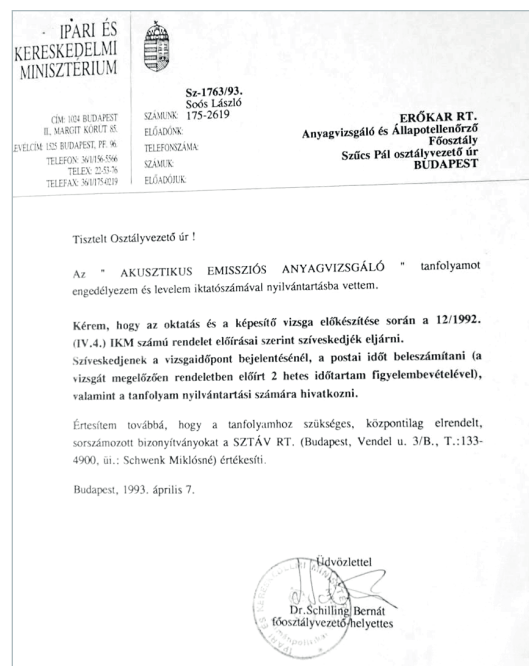 IPARI ÉS
KERESKEDELMI
MINISZTÉRIUM
CÍM: 1024 BUDAPEST
II., MARGIT KÖRÚT 85.
LEVÉLCÍM: 1525 BUDAPEST, PF. 96.
TELEFON: 36/1/156-5566
TELEX: 22-53-76
TELEFAX: 36/1/175-0219
Sz-1763/93.
Soós László
SZÁMUNK: 175-2619
ELŐADÓNK:
TELEFONSZÁMA:
SZÁMUK:
ELŐADÓJUK:
ERŐKAR RT.
Anyagvizsgáló és Állapotellenőrző
Főosztály
Szűcs Pál osztályvezető úr
BUDAPEST
Tisztelt Osztályvezető úr !
Az " AKUSZTIKUS EMISSZIÓS ANYAGVIZSGÁLÓ " tanfolyamot
engedélyezem és levelem iktatószámával nyilvántartásba vettem.
Kérem, hogy az oktatás és a képesítő vizsga előkészítése során a 12/1992.
(IV.4.) IKM számú rendelet előírásai szerint szíveskedjék eljárni.
Szíveskedjenek a vizsgaidőpont bejelentésénél, a postai időt beleszámítani (a
vizsgát megelőzően rendeletben előírt 2 hetes időtartam figyelembevételével),
valamint a tanfolyam nyilvántartási számára hivatkozni.
Értesítem továbbá, hogy a tanfolyamhoz szükséges, központilag elrendelt,
sorszámozott bizonyítványokat a SZTÁV RT. (Budapest, Vendel u. 3/B., T.:133-
4900, üi.: Schwenk Miklósné) értékesíti.
Budapest, 1993. április 7.
Üdvözlettel
Dr.Schilling Bernát
főosztályvezető-helyettes